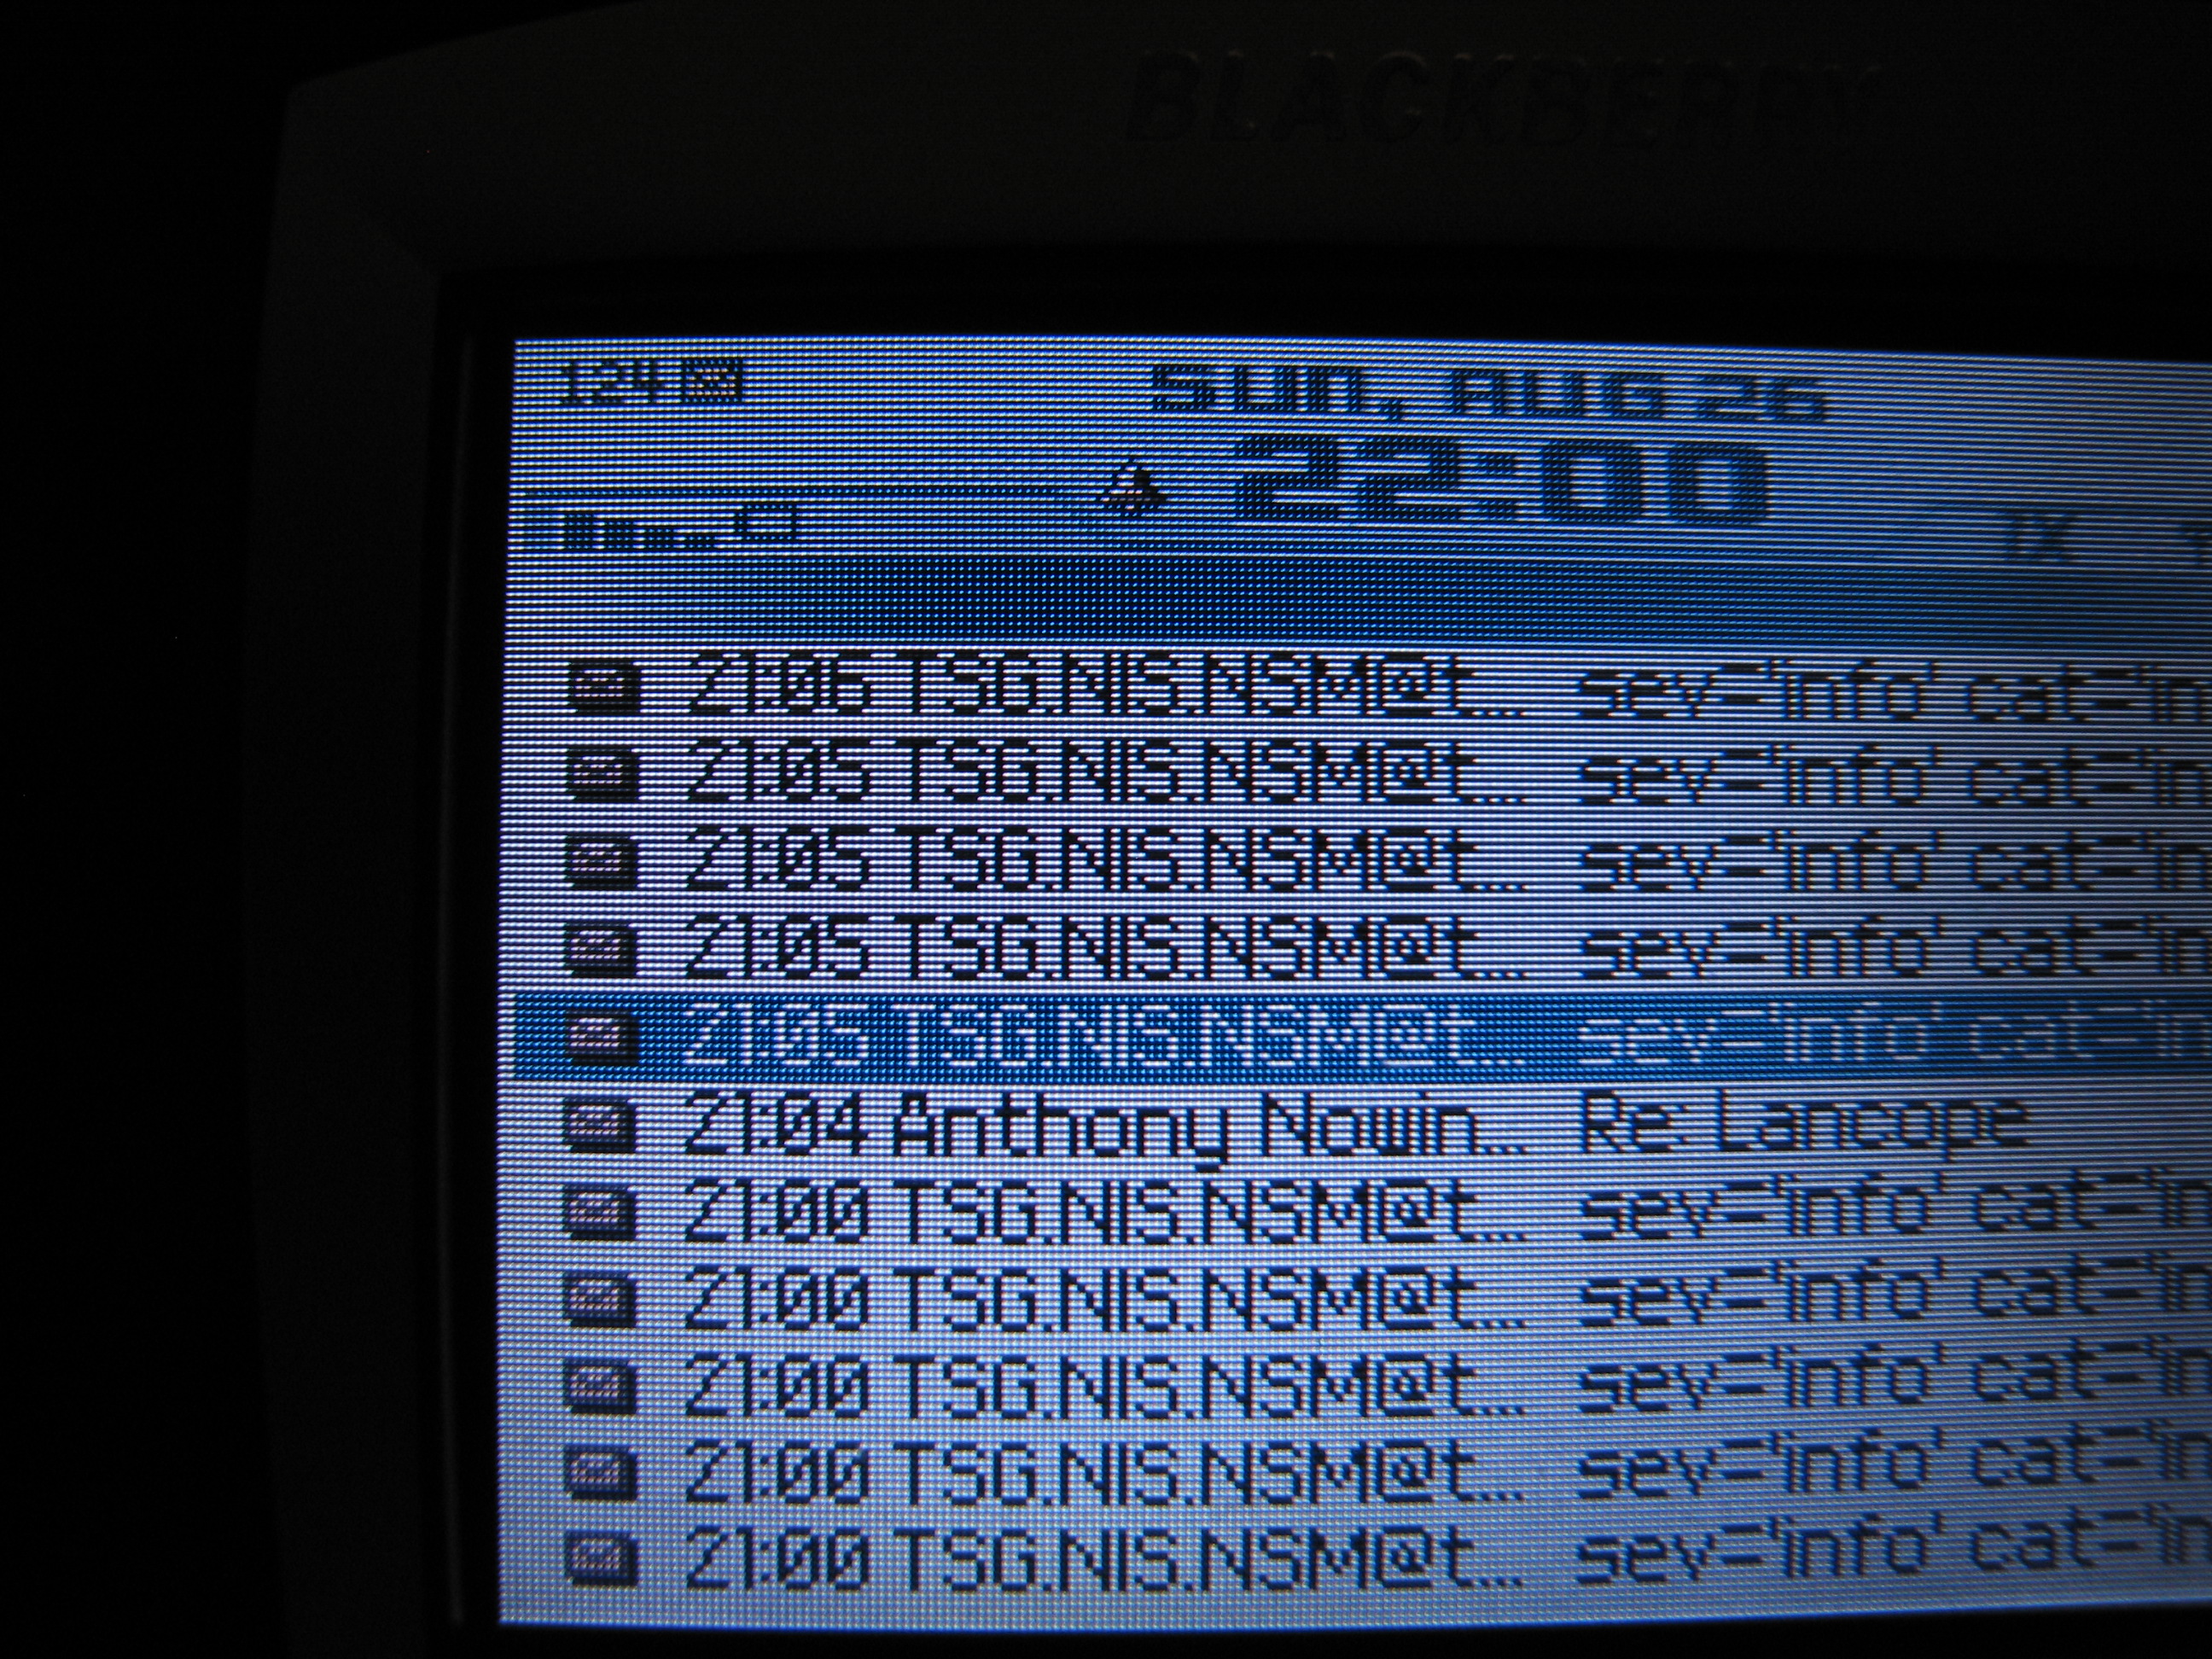 BLACKBERRY
124
Sun, Aug 26
22:00
1X
21:06 TSG.NIS.NSM@t... sev='info' cat='in
21:05 TSG.NIS.NSM@t... sev='info' cat='in
21:05 TSG.NIS.NSM@t... sev='info' cat='in
21:05 TSG.NIS.NSM@t... sev='info' cat='in
21:05 TSG.NIS.NSM@t... sev='info' cat='in
21:04 Anthony Nowin... Re: Lancope
21:00 TSG.NIS.NSM@t... sev='info' cat='in
21:00 TSG.NIS.NSM@t... sev='info' cat='in
21:00 TSG.NIS.NSM@t... sev='info' cat='in
21:00 TSG.NIS.NSM@t... sev='info' cat='in
21:00 TSG.NIS.NSM@t... sev='info' cat='in